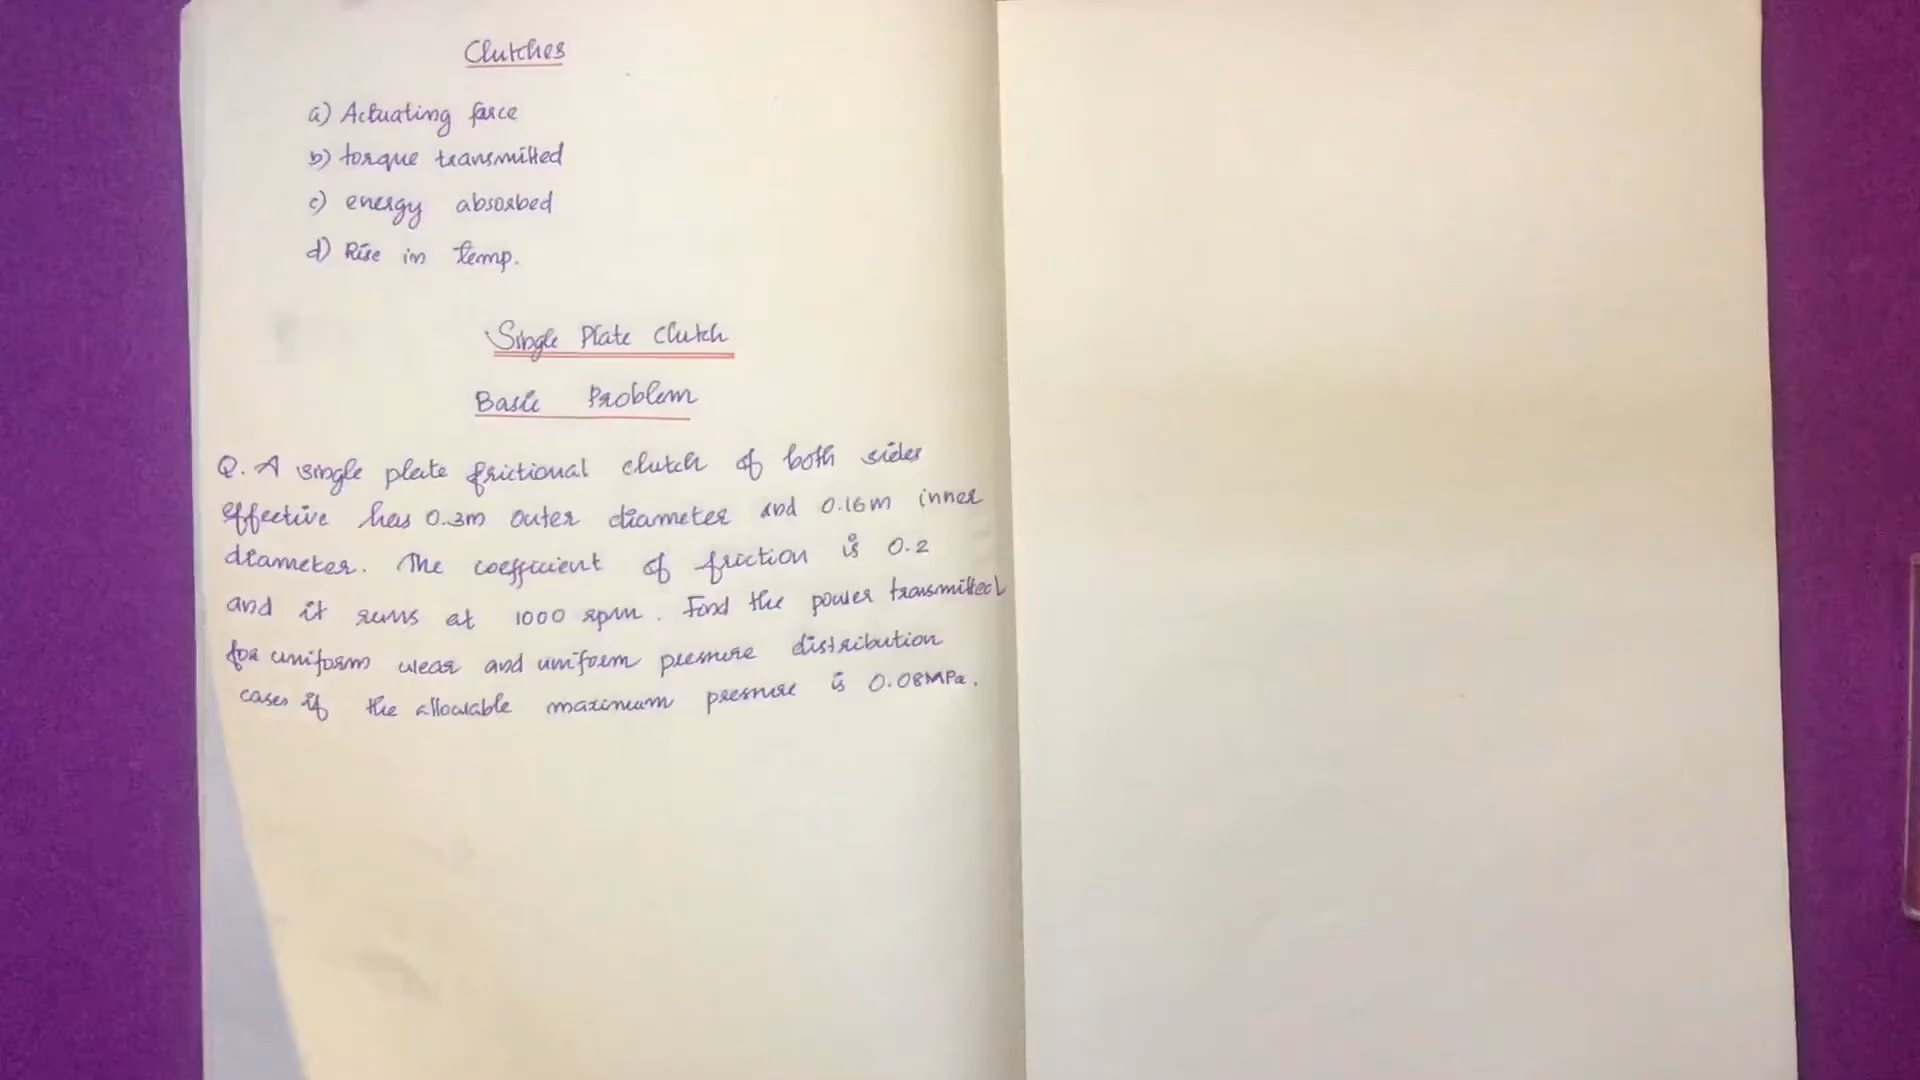 Clutches
a) Actuating force
b) torque transmitted
c) energy absorbed
d) Rise in temp.
Single Plate Clutch
Basic Problem
Q. A single plate frictional clutch of both sides
effective has 0.3m outer diameter and 0.16m inner
diameter. The coefficient of friction is 0.2
and it runs at 1000 rpm. Find the power transmitted
for uniform wear and uniform pressure distribution
cases if the allowable maximum pressure is 0.08MPa.